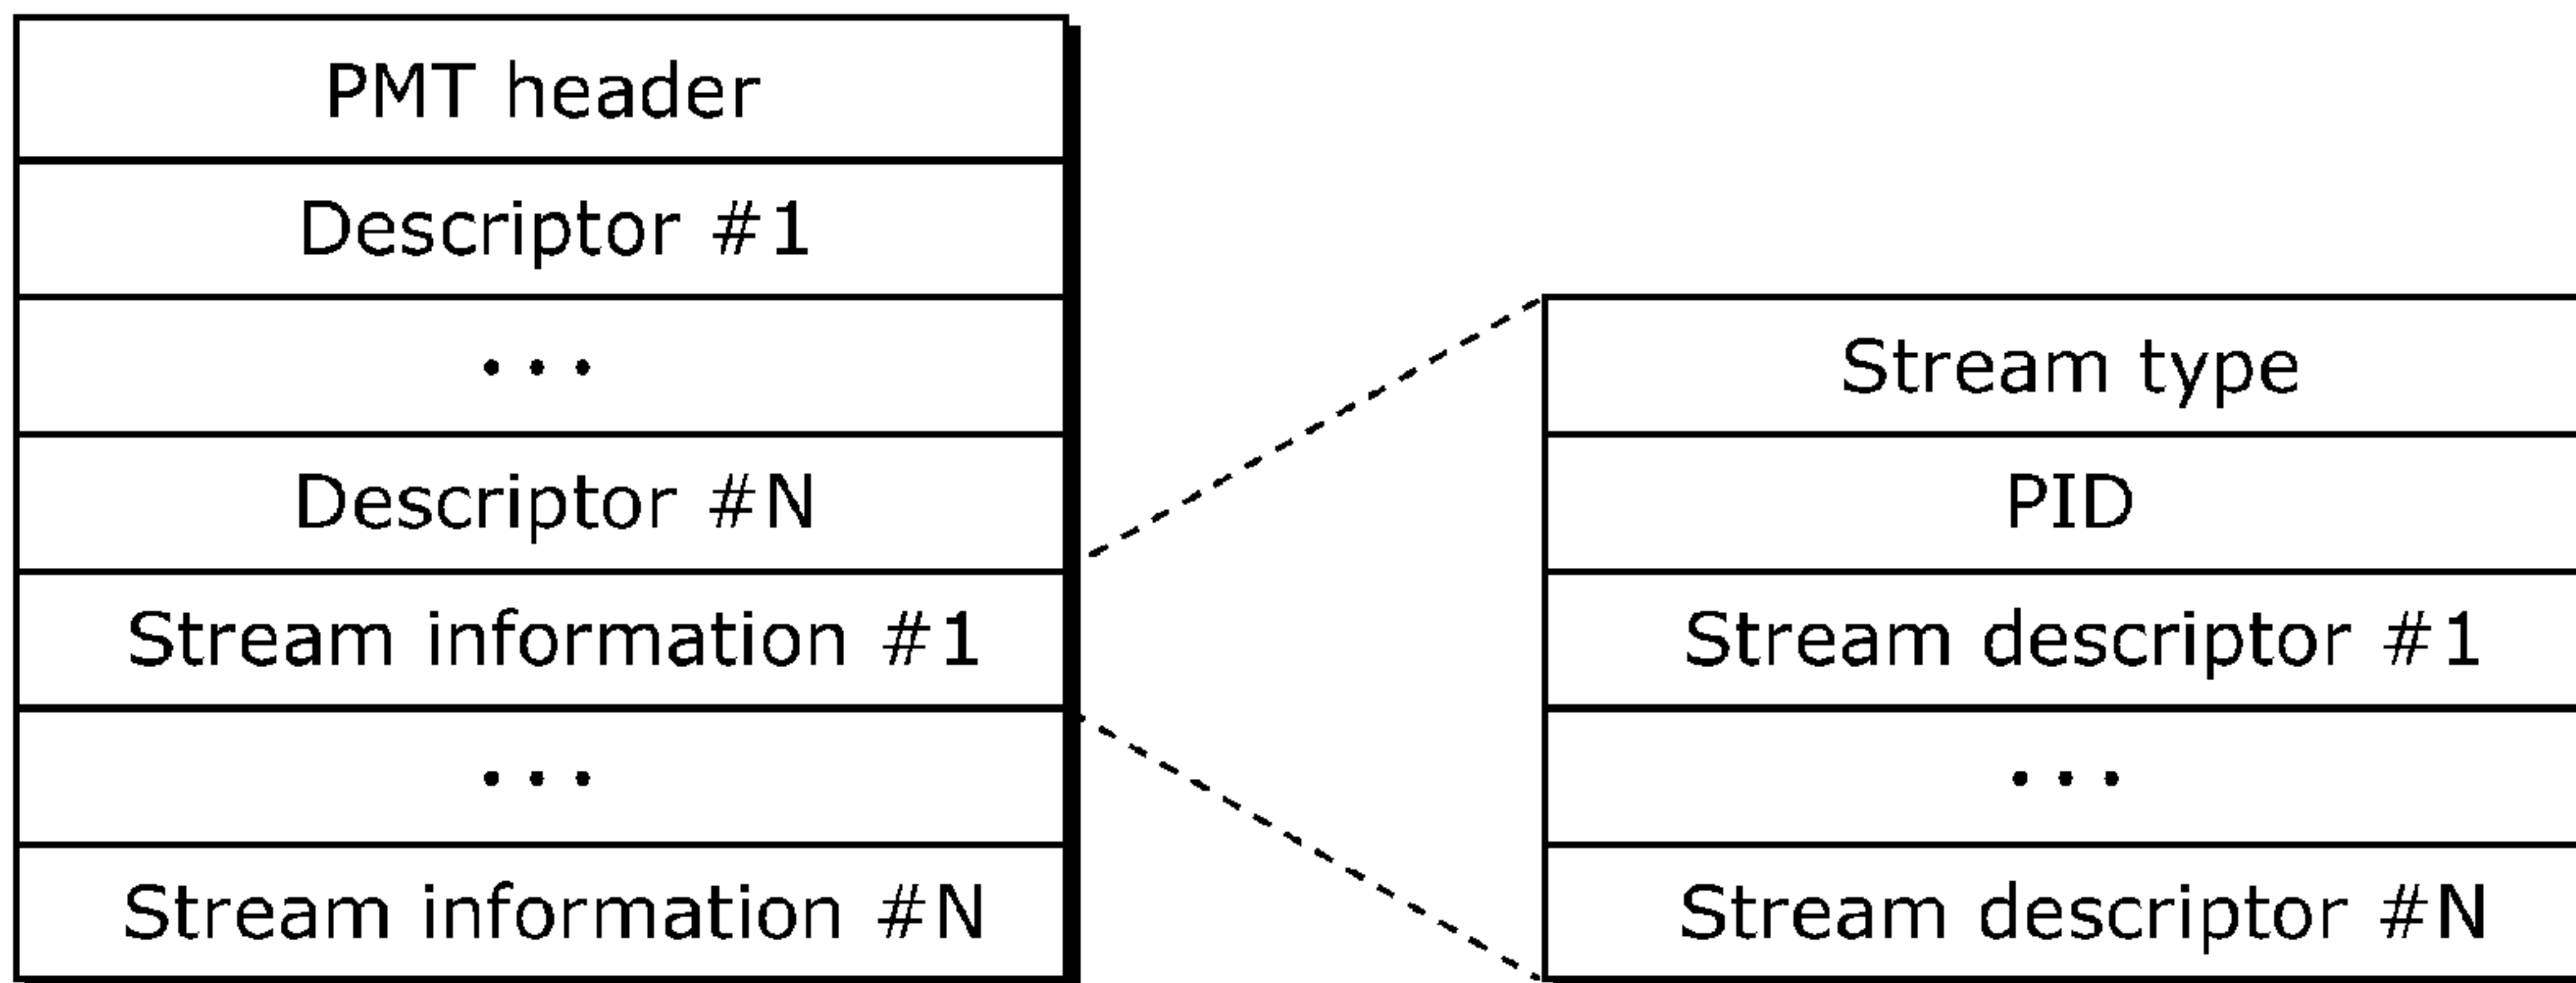 PMT header
Descriptor #1
...
Descriptor #N
Stream information #1
...
Stream information #N
Stream type
PID
Stream descriptor #1
...
Stream descriptor #N